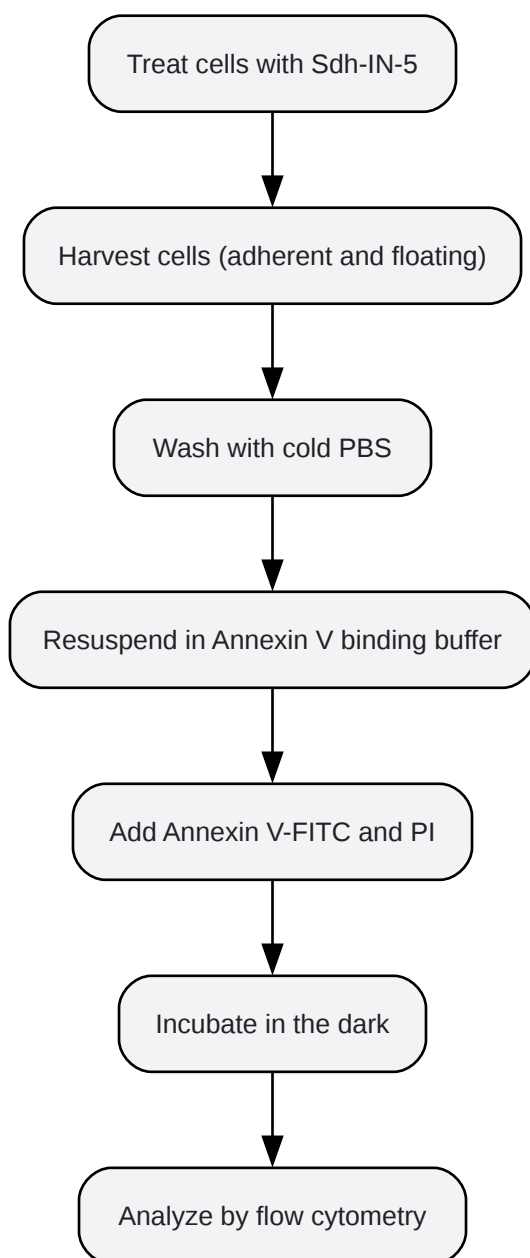 Treat cells with Sdh-IN-5
Harvest cells (adherent and floating)
Wash with cold PBS
Resuspend in Annexin V binding buffer
Add Annexin V-FITC and PI
Incubate in the dark
Analyze by flow cytometry